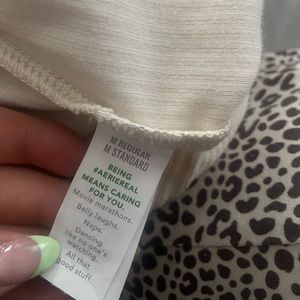 M REGULAR
M STANDARD
BEING
#AERIEREAL
MEANS CARING
FOR YOU.
Movie marathons.
Belly laughs.
Naps.
Dancing
like no one's
watching.
All that
good stuff.